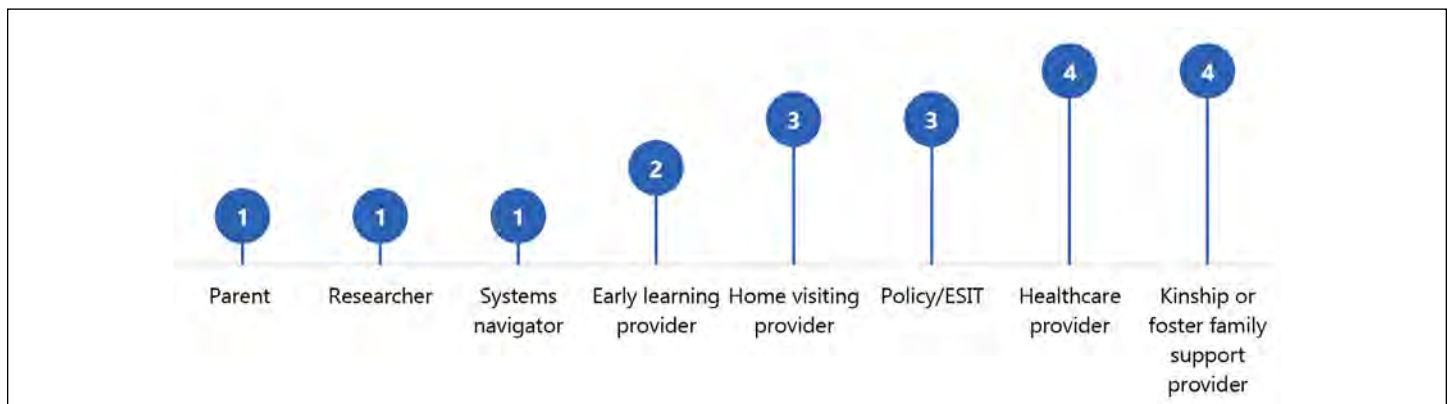 4 4
3 3
2
1 1 1
Parent Researcher Systems Early learning Home visiting Policy/ESIT Healthcare Kinship or
navigator provider provider provider foster family
support
provider